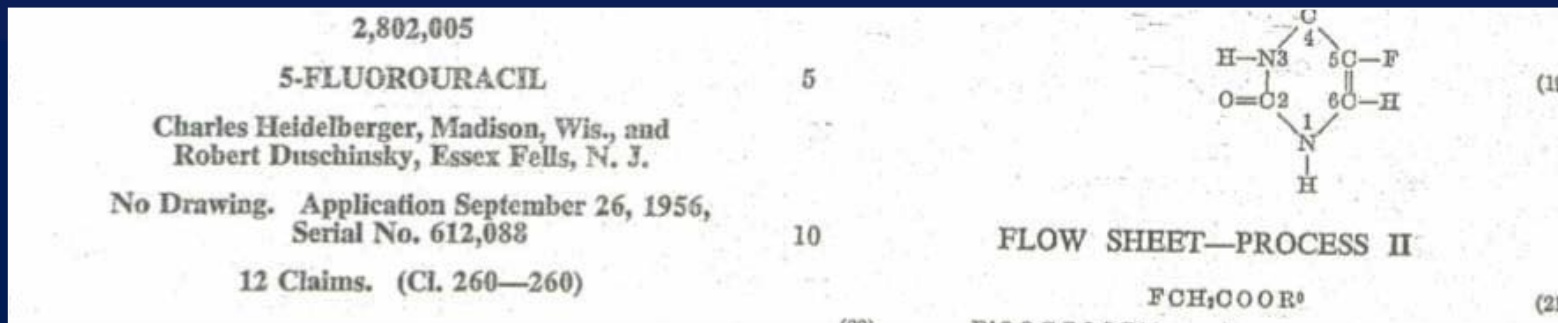 2,802,005
5-FLUOROURACIL
Charles Heidelberger, Madison, Wis., and
Robert Duschinsky, Essex Fells, N. J.
No Drawing. Application September 26, 1956,
Serial No. 612,088
12 Claims. (Cl. 260—260)
5
10
C
4
H—N3 5C—F
O=C2 6C—H
1
N
H
FLOW SHEET—PROCESS II
FCH₂COOR⁰